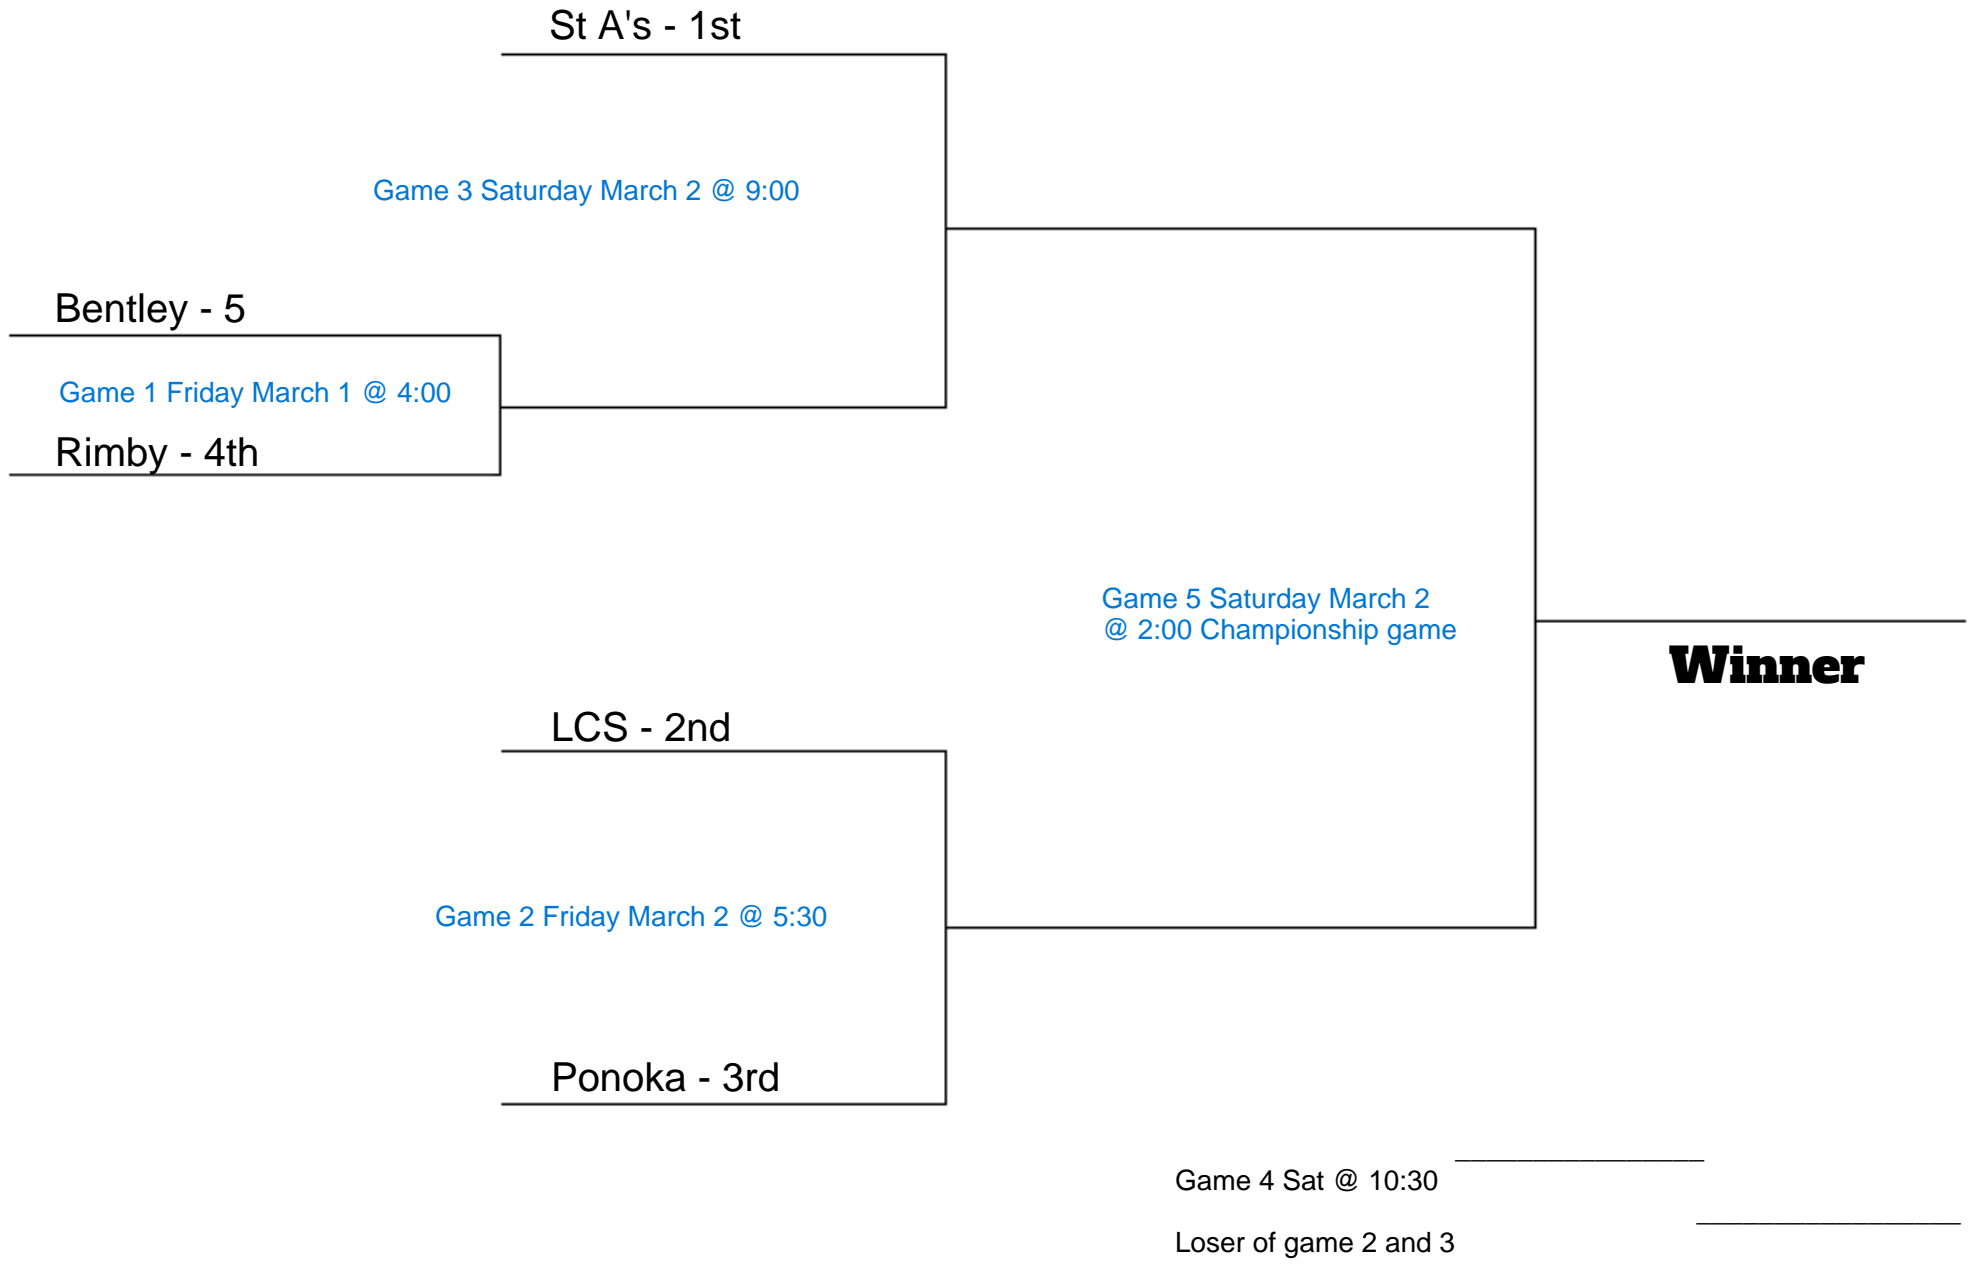 St A's - 1st
Game 3 Saturday March 2 @ 9:00
Bentley - 5
Game 1 Friday March 1 @ 4:00
Rimby - 4th
Game 5 Saturday March 2
@ 2:00 Championship game
Winner
LCS - 2nd
Game 2 Friday March 2 @ 5:30
Ponoka - 3rd
Game 4 Sat @ 10:30
Loser of game 2 and 3